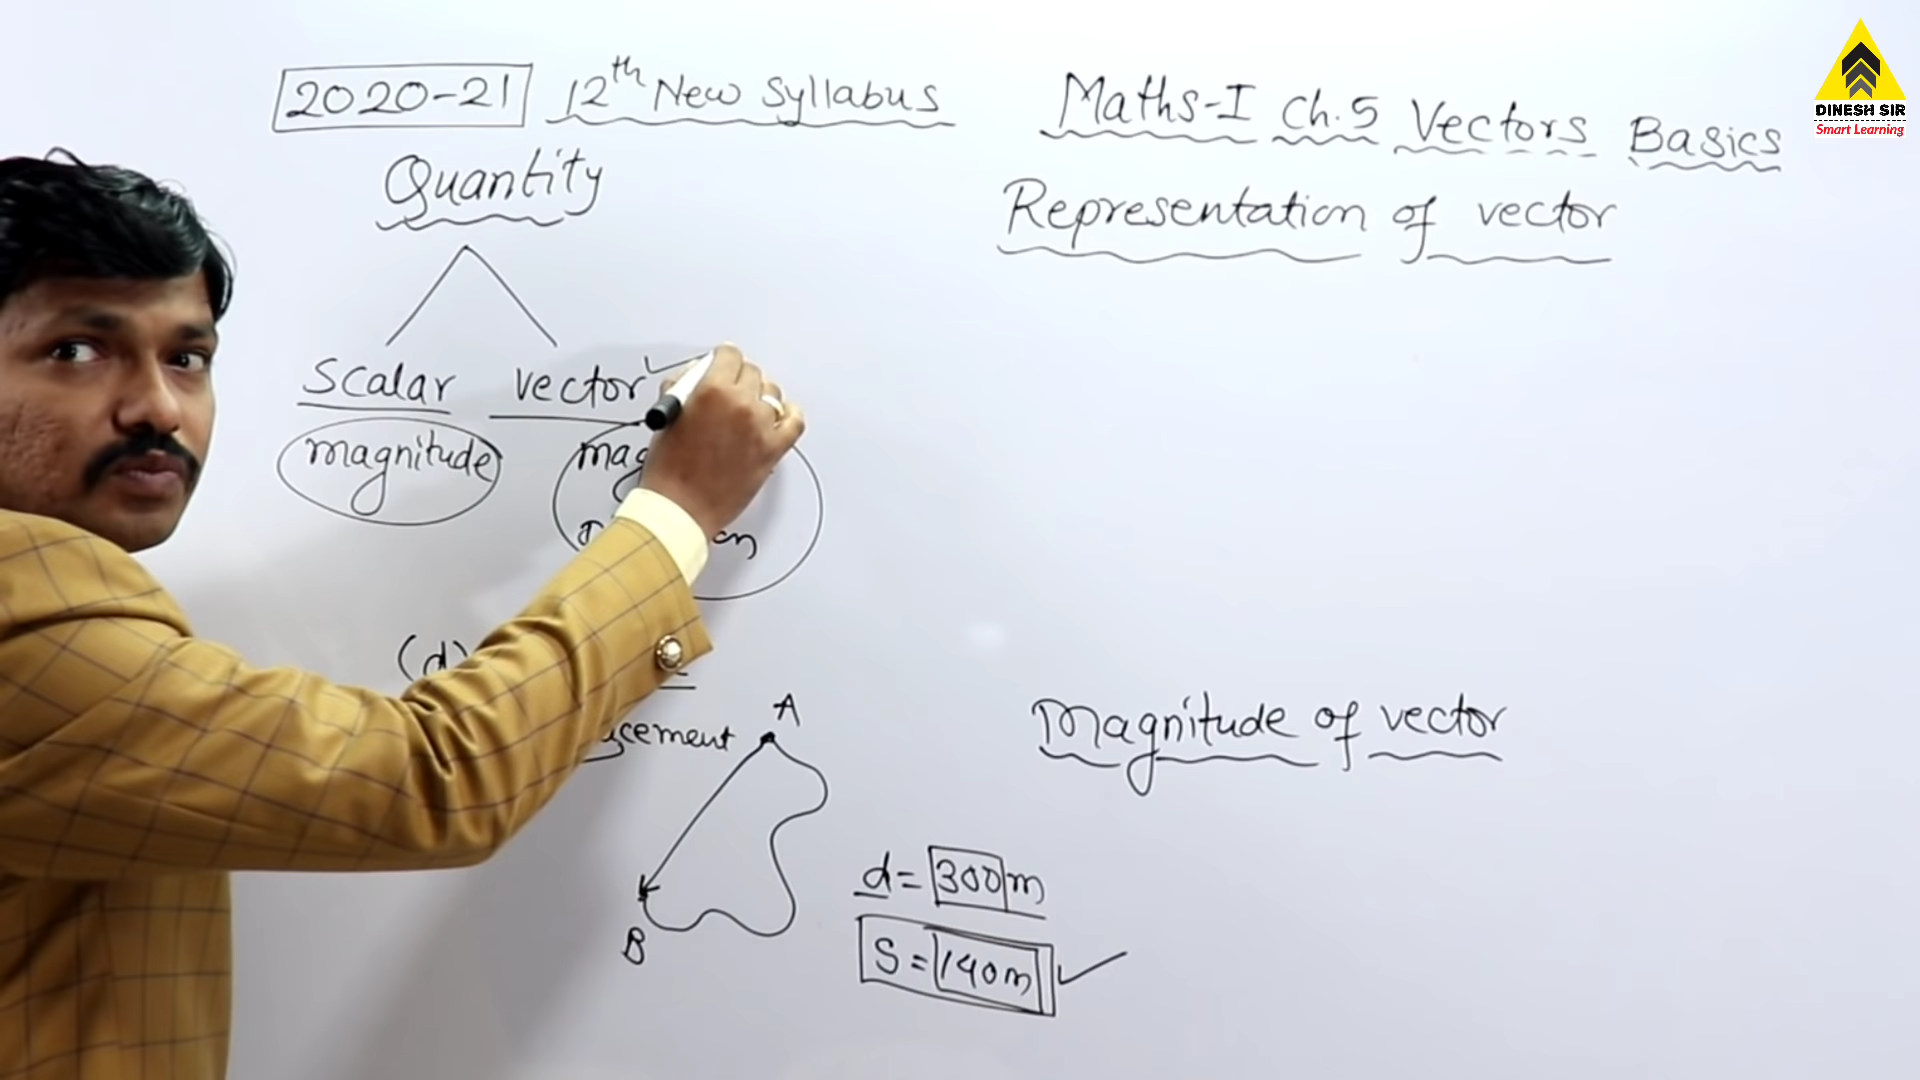 2020-21 12th New Syllabus
Maths-I Ch.5 Vectors Basics
DINESH SIR
Smart Learning
Quantity
Representation of vector
Scalar vector
magnitude
(d)
A
Magnitude of vector
d = 300m
B
S = 140m